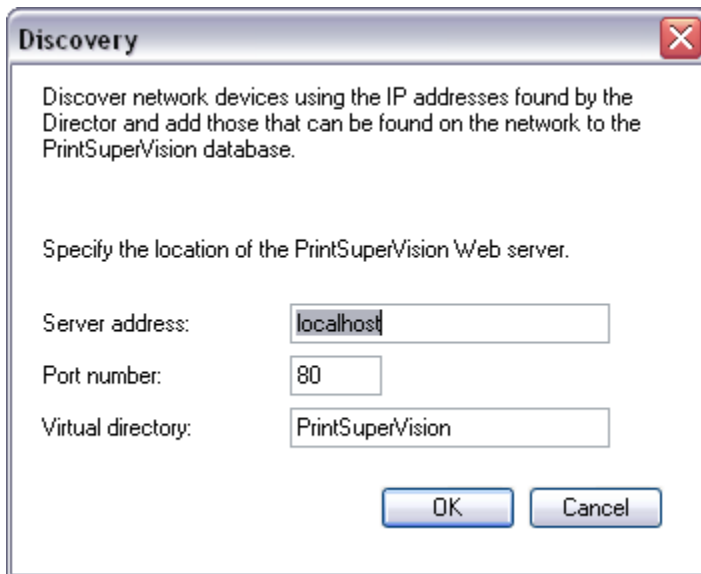 Discovery
Discover network devices using the IP addresses found by the
Director and add those that can be found on the network to the
PrintSuperVision database.
Specify the location of the PrintSuperVision Web server.
Server address: localhost
Port number: 80
Virtual directory: PrintSuperVision
OK Cancel